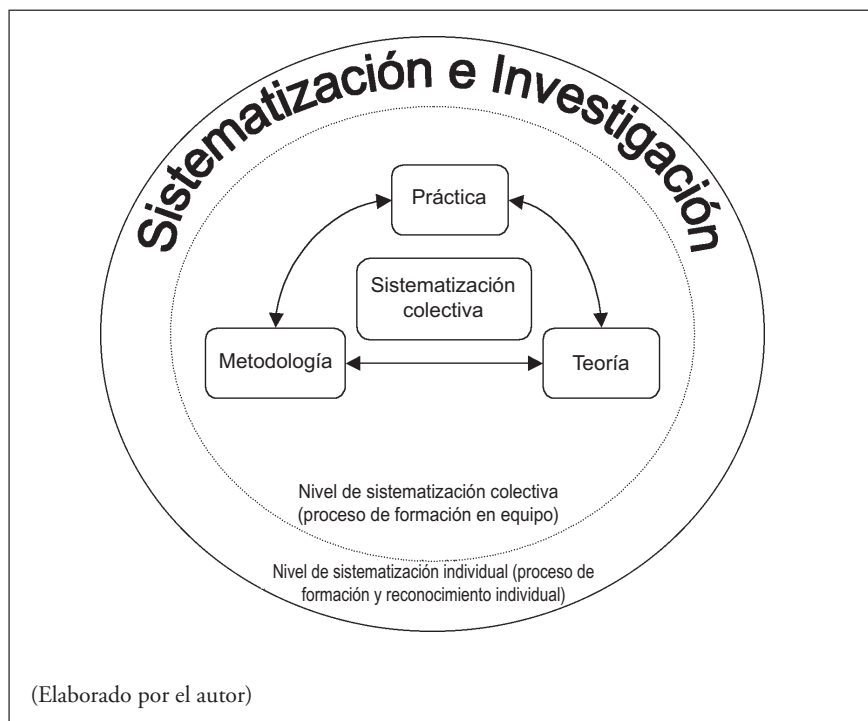 Sistematización e Investigación
Práctica
Sistematización
colectiva
Metodología
Teoría
Nivel de sistematización colectiva
(proceso de formación en equipo)
Nivel de sistematización individual (proceso de
formación y reconocimiento individual)
(Elaborado por el autor)